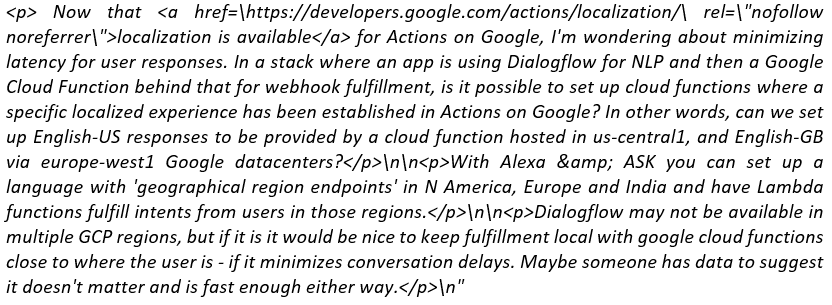 <p> Now that <a href=\https://developers.google.com/actions/localization/\ rel=\"nofollow
noreferrer\">localization is available</a> for Actions on Google, I'm wondering about minimizing
latency for user responses. In a stack where an app is using Dialogflow for NLP and then a Google
Cloud Function behind that for webhook fulfillment, is it possible to set up cloud functions where a
specific localized experience has been established in Actions on Google? In other words, can we set
up English-US responses to be provided by a cloud function hosted in us-central1, and English-GB
via europe-west1 Google datacenters?</p>\n\n<p>With Alexa &amp; ASK you can set up a
language with 'geographical region endpoints' in N America, Europe and India and have Lambda
functions fulfill intents from users in those regions.</p>\n\n<p>Dialogflow may not be available in
multiple GCP regions, but if it is it would be nice to keep fulfillment local with google cloud functions
close to where the user is - if it minimizes conversation delays. Maybe someone has data to suggest
it doesn't matter and is fast enough either way.</p>\n"